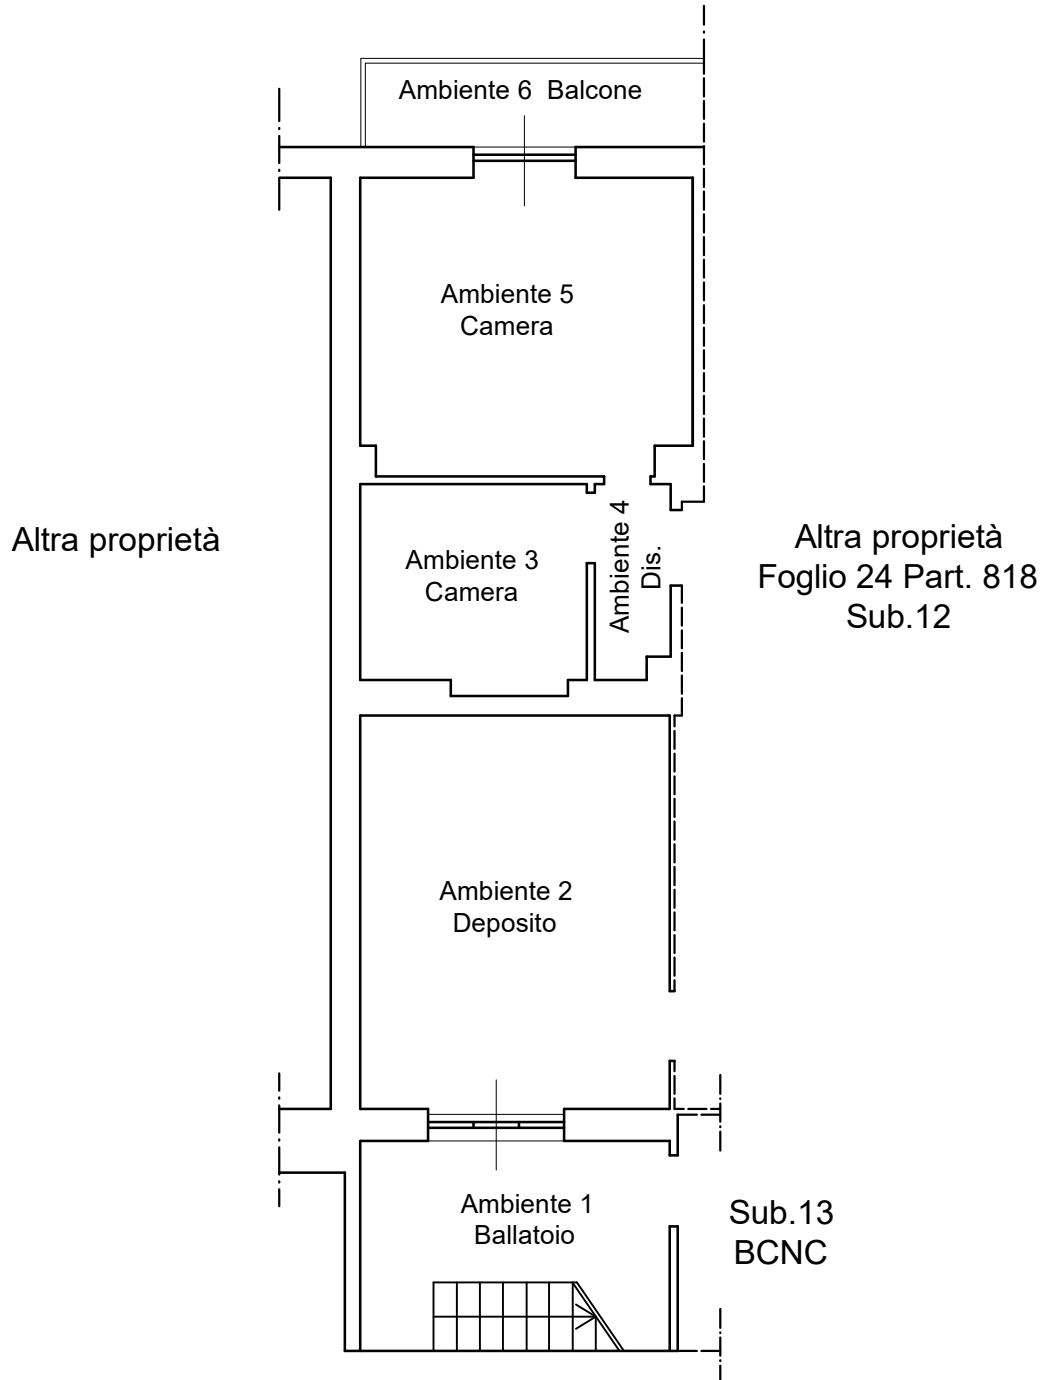 Ambiente 6 Balcone
Ambiente 5
Camera
Altra proprietà
Ambiente 3
Camera
Ambiente 4
Dis.
Altra proprietà
Foglio 24 Part. 818
Sub.12
Ambiente 2
Deposito
Ambiente 1
Ballatoio
Sub.13
BCNC